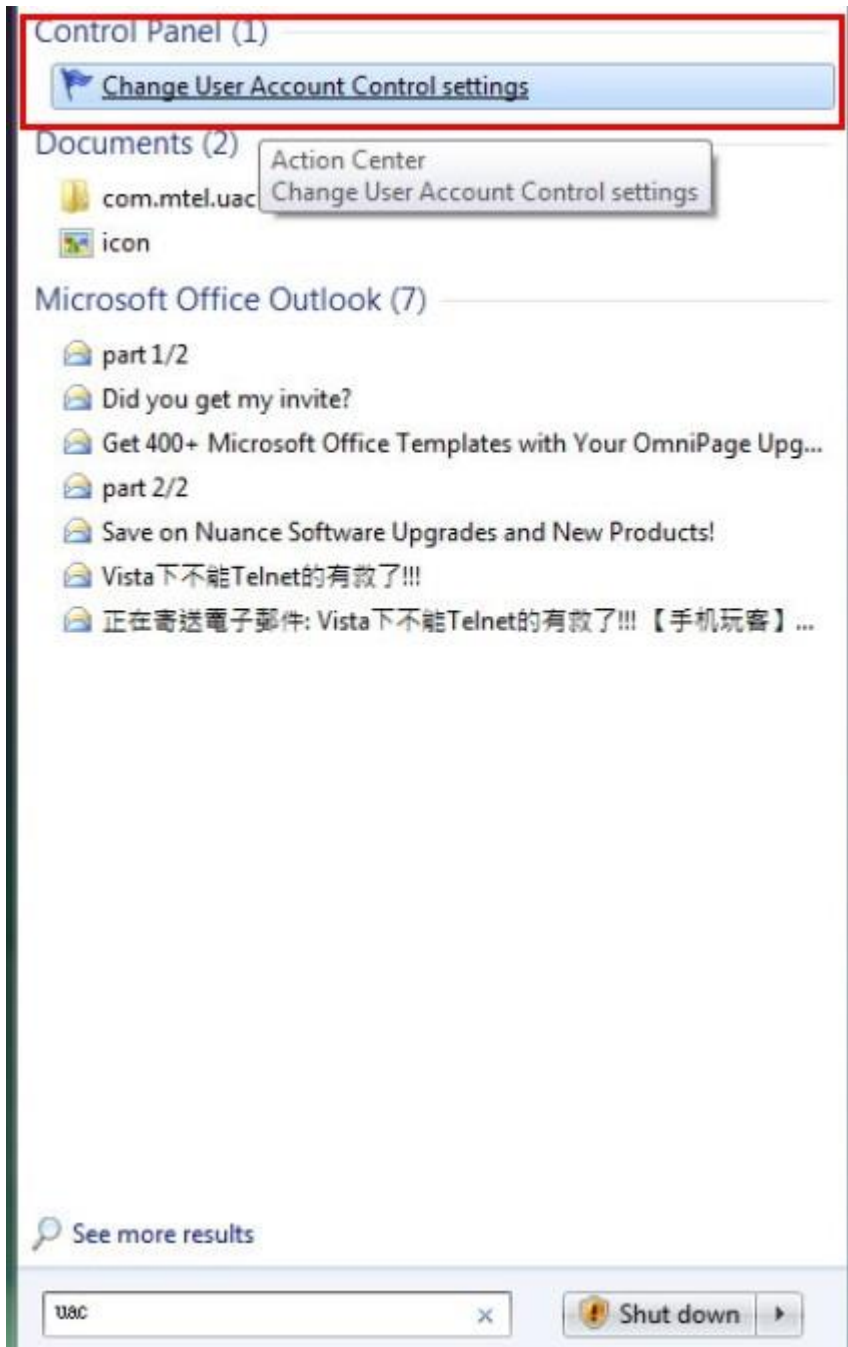 Control Panel (1)
Change User Account Control settings
Documents (2)
Action Center
Change User Account Control settings
com.mtel.uac
icon
Microsoft Office Outlook (7)
part 1/2
Did you get my invite?
Get 400+ Microsoft Office Templates with Your OmniPage Upg...
part 2/2
Save on Nuance Software Upgrades and New Products!
Vista下不能Telnet的有救了!!!
正在寄送電子郵件: Vista下不能Telnet的有救了!!! 【手机玩客】...
See more results
uac
Shut down